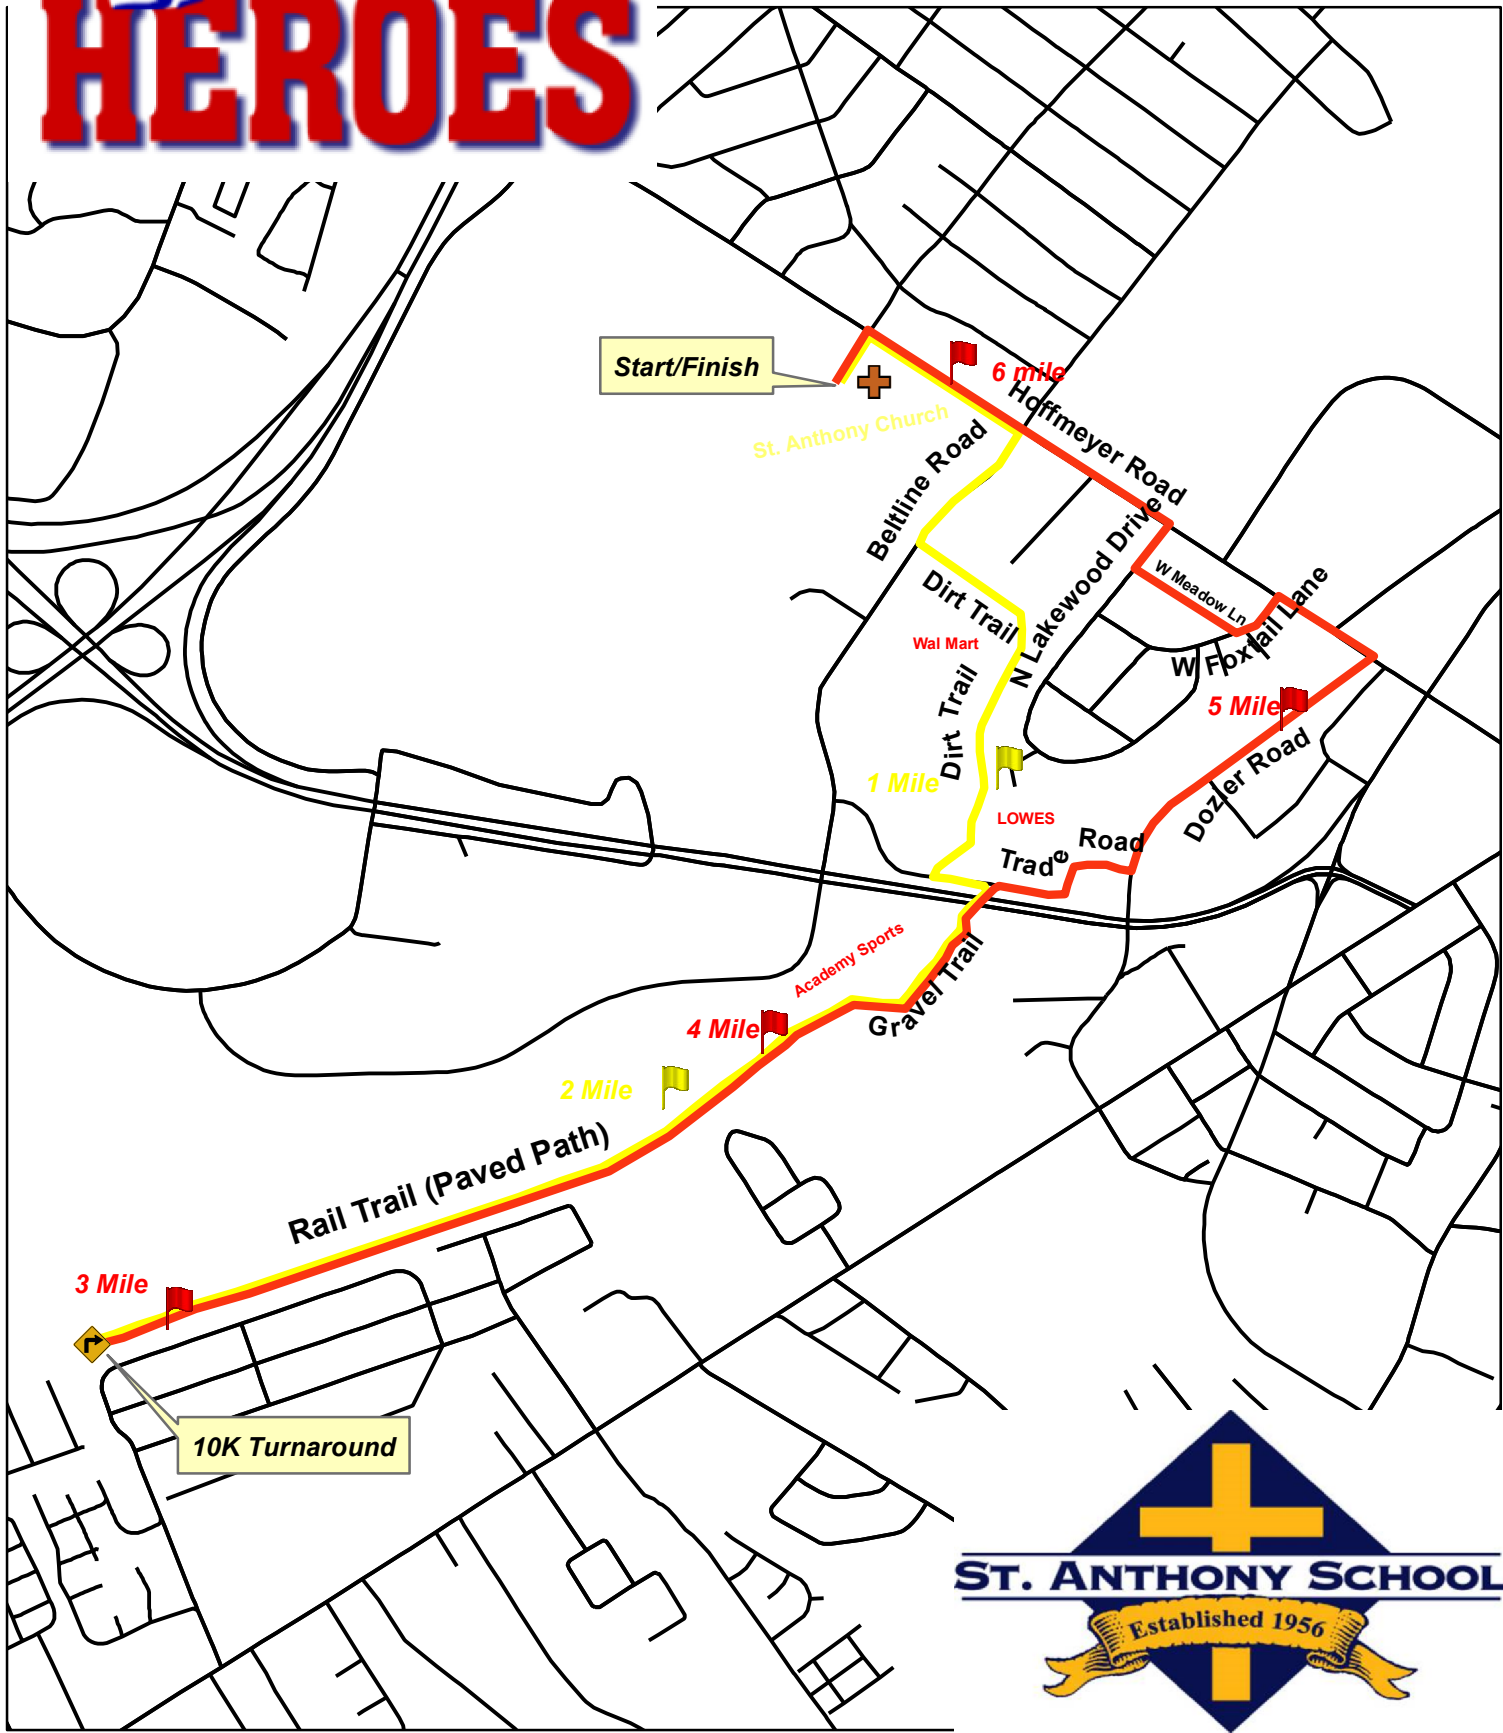 HEROES
Start/Finish
6 mile
Hoffmeyer Road
St. Anthony Church
Beltline Road
N Lakewood Drive
W Meadow Ln
Dirt Trail
W Foxtail Lane
Wal Mart
Dirt Trail
5 Mile
Dozier Road
1 Mile
LOWES
Trade Road
Academy Sports
Gravel Trail
4 Mile
2 Mile
Rail Trail (Paved Path)
3 Mile
10K Turnaround
ST. ANTHONY SCHOOL
Established 1956